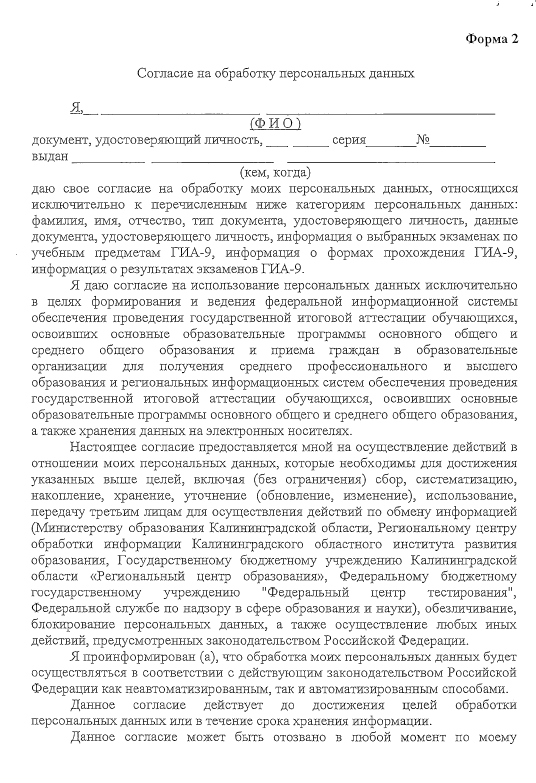 Форма 2
Согласие на обработку персональных данных
Я,
(Ф И О )
документ, удостоверяющий личность, ___ ______ серия_______№________
выдан __________ ________________ ____________________________
(кем, когда)
даю свое согласие на обработку моих персональных данных, относящихся
исключительно к перечисленным ниже категориям персональных данных:
фамилия, имя, отчество, тип документа, удостоверяющего личность, данные
документа, удостоверяющего личность, информация о выбранных экзаменах по
учебным предметам ГИА-9, информация о формах прохождения ГИА-9,
информация о результатах экзаменов ГИА-9.
Я даю согласие на использование персональных данных исключительно
в целях формирования и ведения федеральной информационной системы
обеспечения проведения государственной итоговой аттестации обучающихся,
освоивших основные образовательные программы основного общего и
среднего общего образования и приема граждан в образовательные
организации для получения среднего профессионального и высшего
образования и региональных информационных систем обеспечения проведения
государственной итоговой аттестации обучающихся, освоивших основные
образовательные программы основного общего и среднего общего образования,
а также хранения данных на электронных носителях.
Настоящее согласие предоставляется мной на осуществление действий в
отношении моих персональных данных, которые необходимы для достижения
указанных выше целей, включая (без ограничения) сбор, систематизацию,
накопление, хранение, уточнение (обновление, изменение), использование,
передачу третьим лицам для осуществления действий по обмену информацией
(Министерству образования Калининградской области, Региональному центру
обработки информации Калининградского областного института развития
образования, Государственному бюджетному учреждению Калининградской
области «Региональный центр образования», Федеральному бюджетному
государственному учреждению "Федеральный центр тестирования",
Федеральной службе по надзору в сфере образования и науки), обезличивание,
блокирование персональных данных, а также осуществление любых иных
действий, предусмотренных законодательством Российской Федерации.
Я проинформирован (а), что обработка моих персональных данных будет
осуществляться в соответствии с действующим законодательством Российской
Федерации как неавтоматизированным, так и автоматизированным способами.
Данное согласие действует до достижения целей обработки
персональных данных или в течение срока хранения информации.
Данное согласие может быть отозвано в любой момент по моему